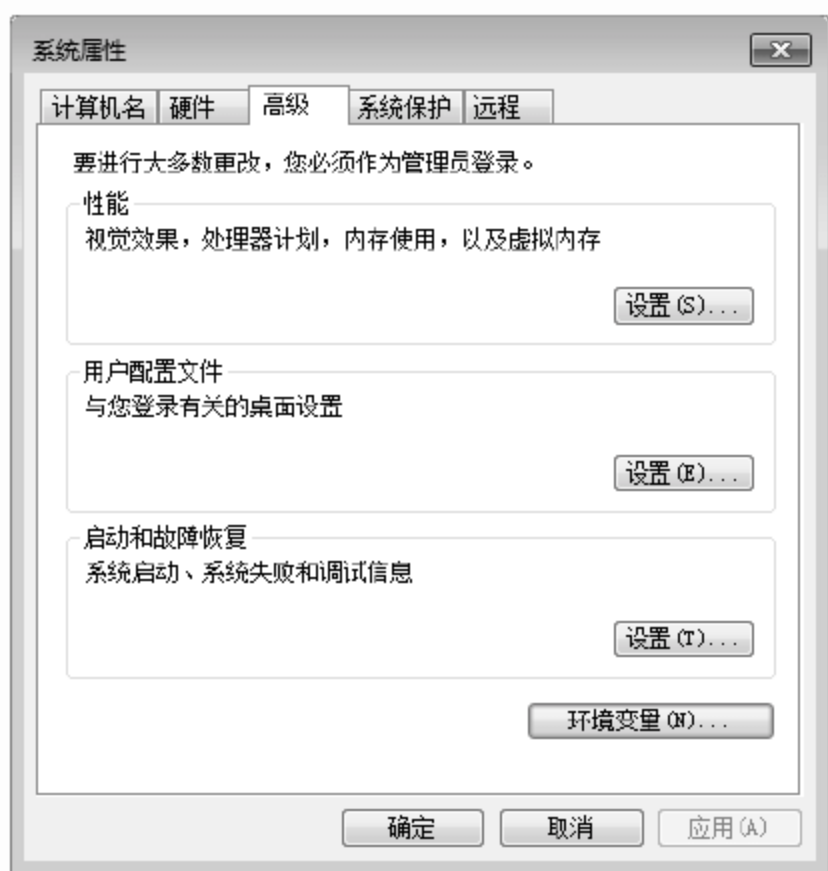 系统属性
计算机名 硬件 高级 系统保护 远程
要进行大多数更改，您必须作为管理员登录。
性能
视觉效果，处理器计划，内存使用，以及虚拟内存
设置(S)...
用户配置文件
与您登录有关的桌面设置
设置(E)...
启动和故障恢复
系统启动、系统失败和调试信息
设置(T)...
环境变量(N)...
确定 取消 应用(A)